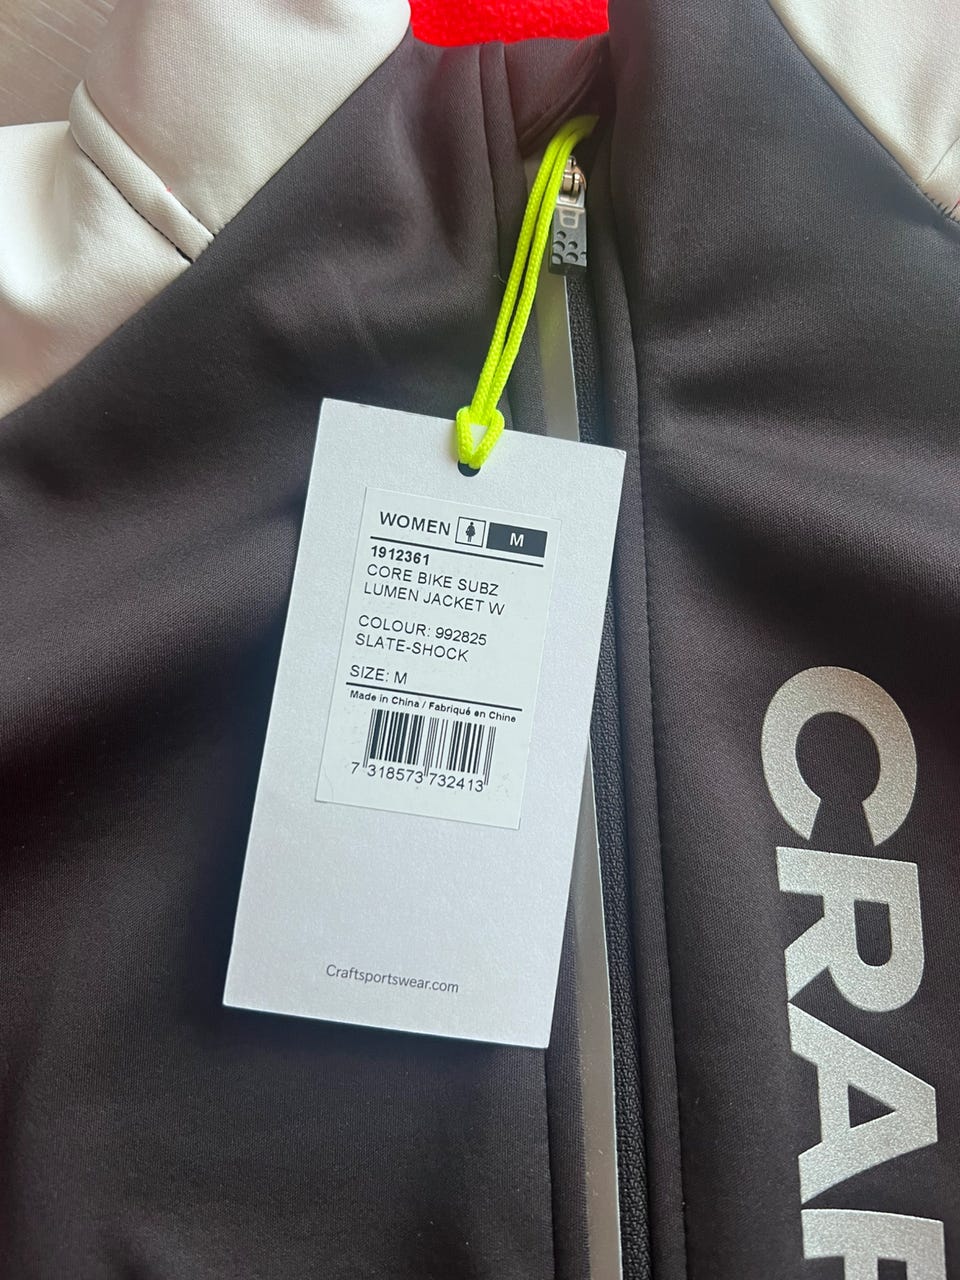 WOMEN M
1912361
CORE BIKE SUBZ
LUMEN JACKET W
COLOUR: 992825
SLATE-SHOCK
SIZE: M
Made in China / Fabriqué en Chine
7 318573 732413
Craftsportswear.com
CRAF